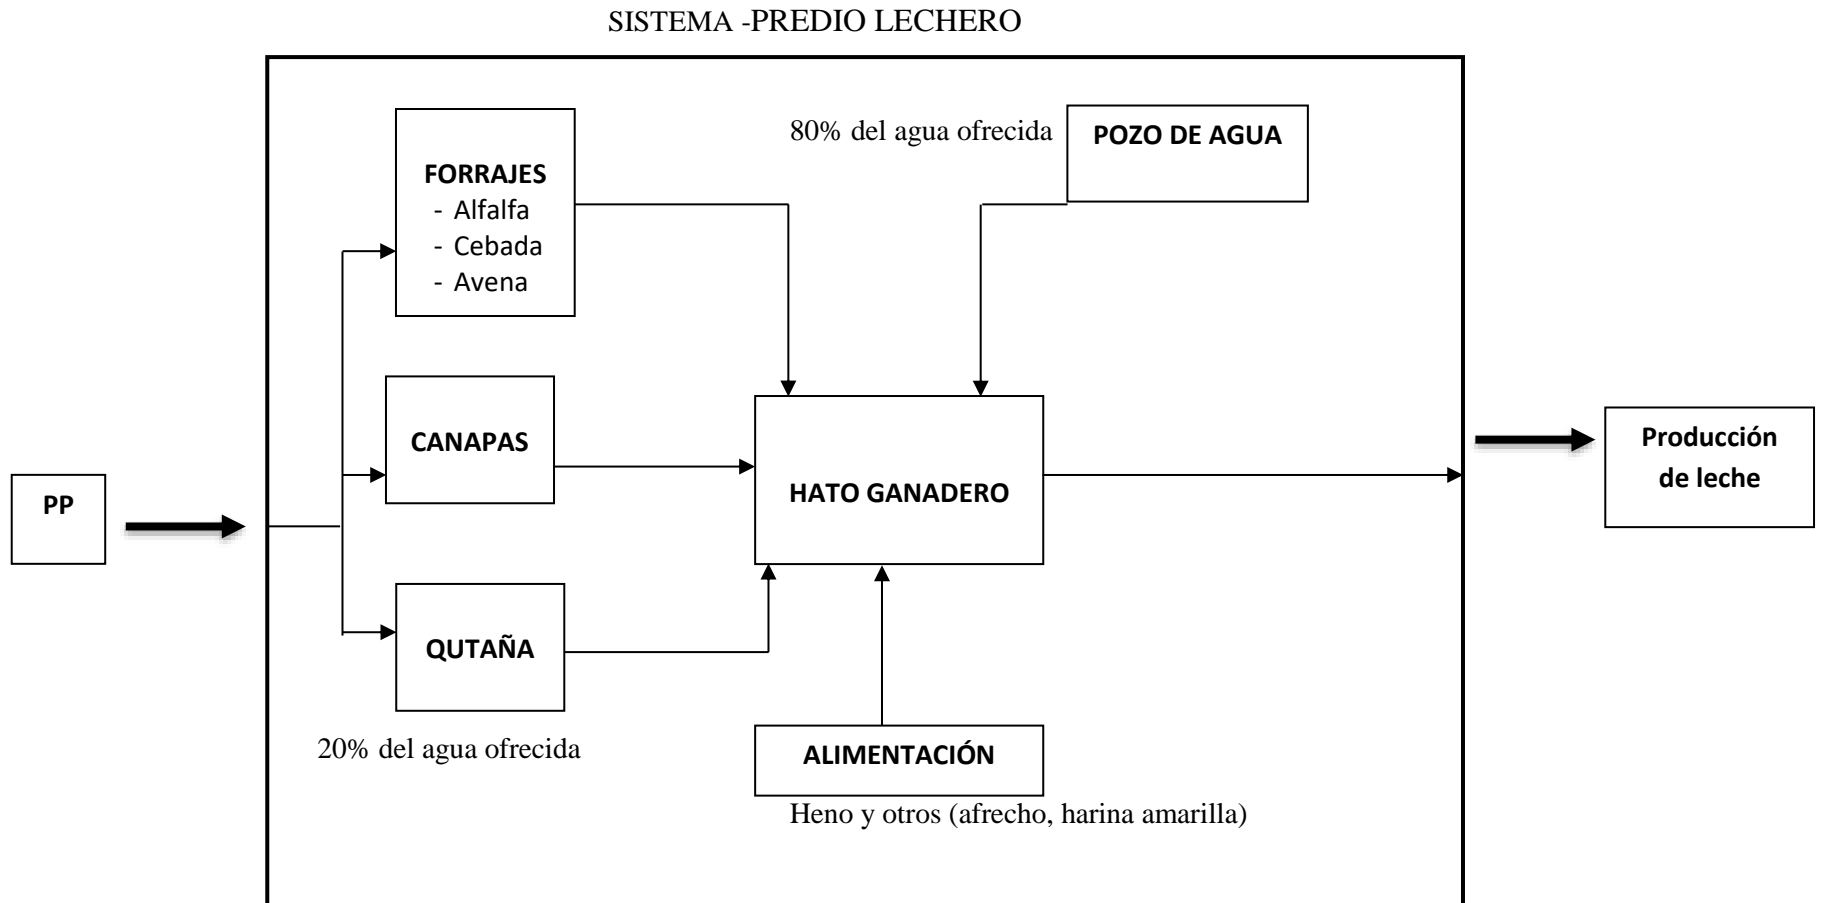 SISTEMA -PREDIO LECHERO
80% del agua ofrecida
POZO DE AGUA
FORRAJES
- Alfalfa
- Cebada
- Avena
CANAPAS
HATO GANADERO
Producción
de leche
PP
QUTAÑA
20% del agua ofrecida
ALIMENTACIÓN
Heno y otros (afrecho, harina amarilla)